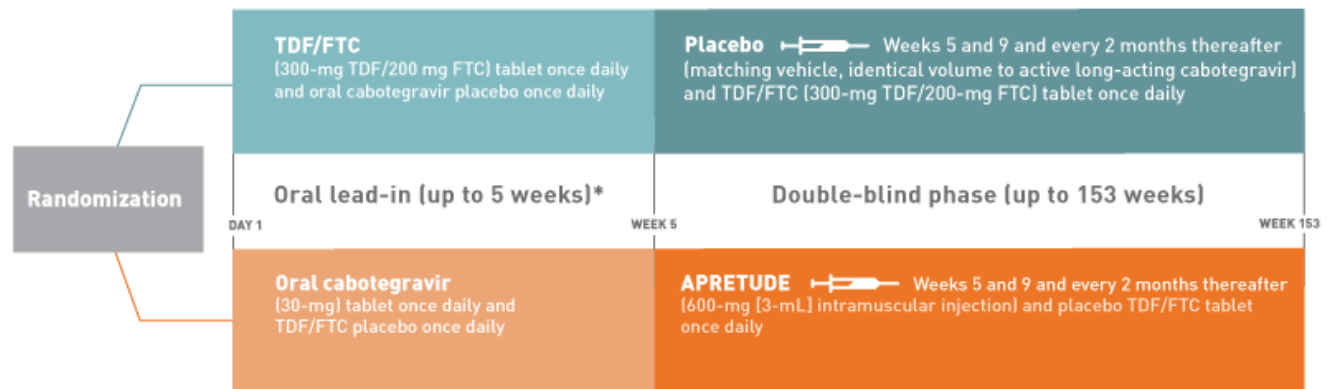 TDF/FTC
(300-mg TDF/200 mg FTC) tablet once daily
and oral cabotegravir placebo once daily
Placebo Weeks 5 and 9 and every 2 months thereafter
(matching vehicle, identical volume to active long-acting cabotegravir)
and TDF/FTC (300-mg TDF/200-mg FTC) tablet once daily
Randomization
Oral lead-in (up to 5 weeks)*
Double-blind phase (up to 153 weeks)
DAY 1
WEEK 5
WEEK 153
Oral cabotegravir
(30-mg) tablet once daily and
TDF/FTC placebo once daily
APRETUDE Weeks 5 and 9 and every 2 months thereafter
(600-mg [3-mL] intramuscular injection) and placebo TDF/FTC tablet
once daily